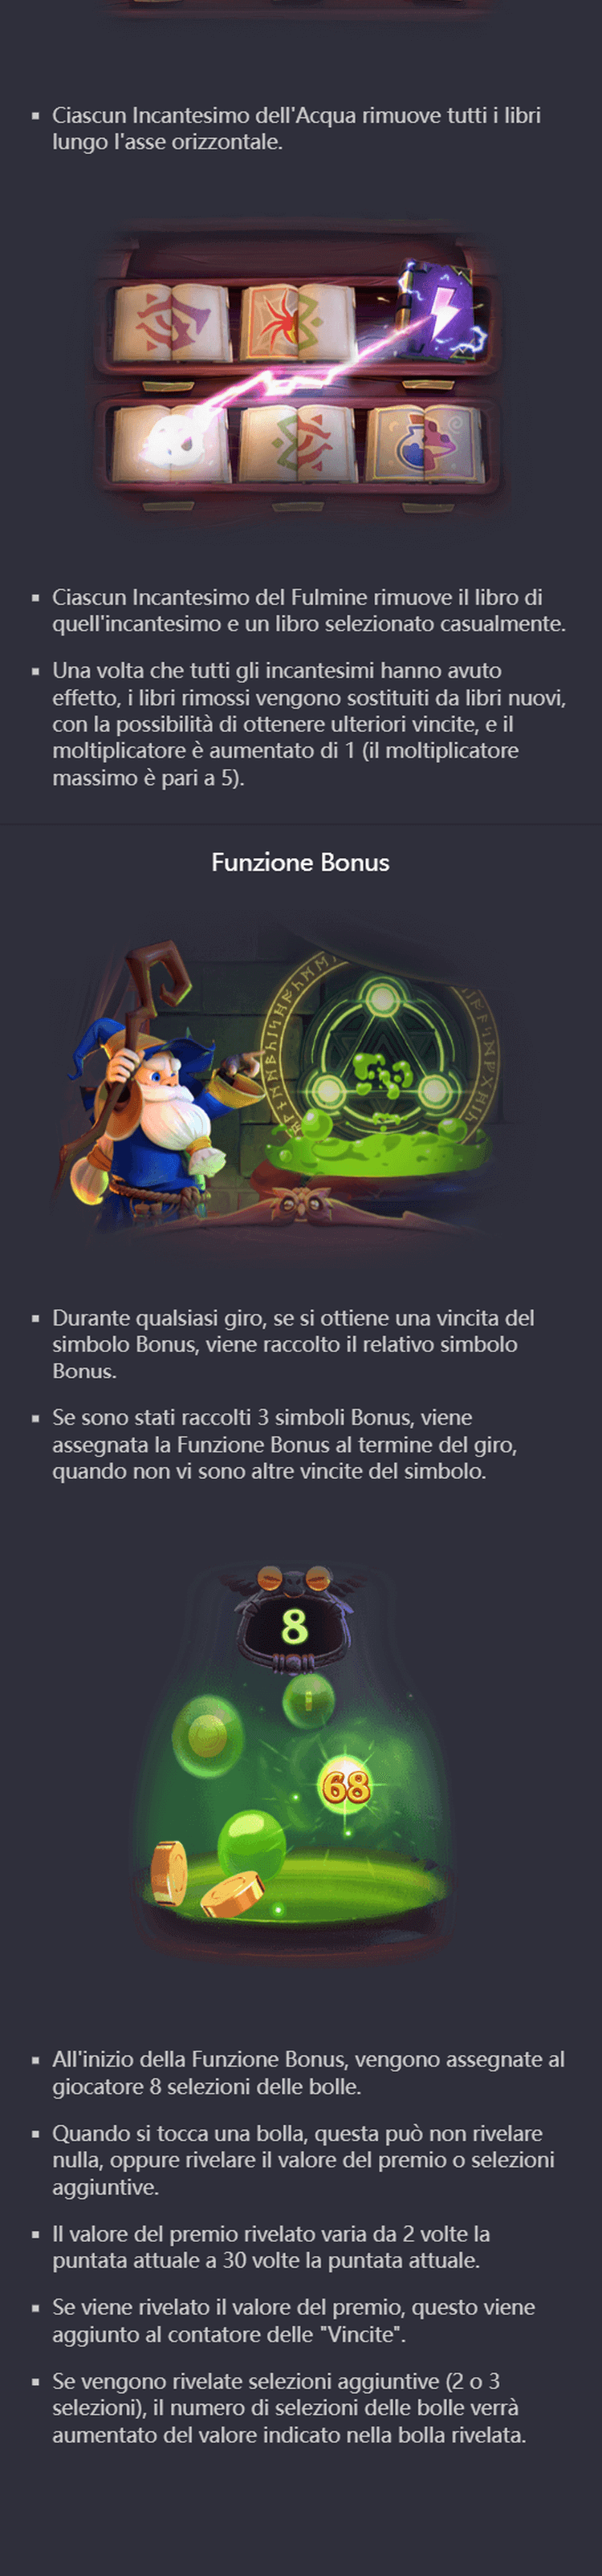 ▪ Ciascun Incantesimo dell'Acqua rimuove tutti i libri
lungo l'asse orizzontale.
▪ Ciascun Incantesimo del Fulmine rimuove il libro di
quell'incantesimo e un libro selezionato casualmente.
▪ Una volta che tutti gli incantesimi hanno avuto
effetto, i libri rimossi vengono sostituiti da libri nuovi,
con la possibilità di ottenere ulteriori vincite, e il
moltiplicatore è aumentato di 1 (il moltiplicatore
massimo è pari a 5).
Funzione Bonus
▪ Durante qualsiasi giro, se si ottiene una vincita del
simbolo Bonus, viene raccolto il relativo simbolo
Bonus.
▪ Se sono stati raccolti 3 simboli Bonus, viene
assegnata la Funzione Bonus al termine del giro,
quando non vi sono altre vincite del simbolo.
8
68
▪ All'inizio della Funzione Bonus, vengono assegnate al
giocatore 8 selezioni delle bolle.
▪ Quando si tocca una bolla, questa può non rivelare
nulla, oppure rivelare il valore del premio o selezioni
aggiuntive.
▪ Il valore del premio rivelato varia da 2 volte la
puntata attuale a 30 volte la puntata attuale.
▪ Se viene rivelato il valore del premio, questo viene
aggiunto al contatore delle "Vincite".
▪ Se vengono rivelate selezioni aggiuntive (2 o 3
selezioni), il numero di selezioni delle bolle verrà
aumentato del valore indicato nella bolla rivelata.